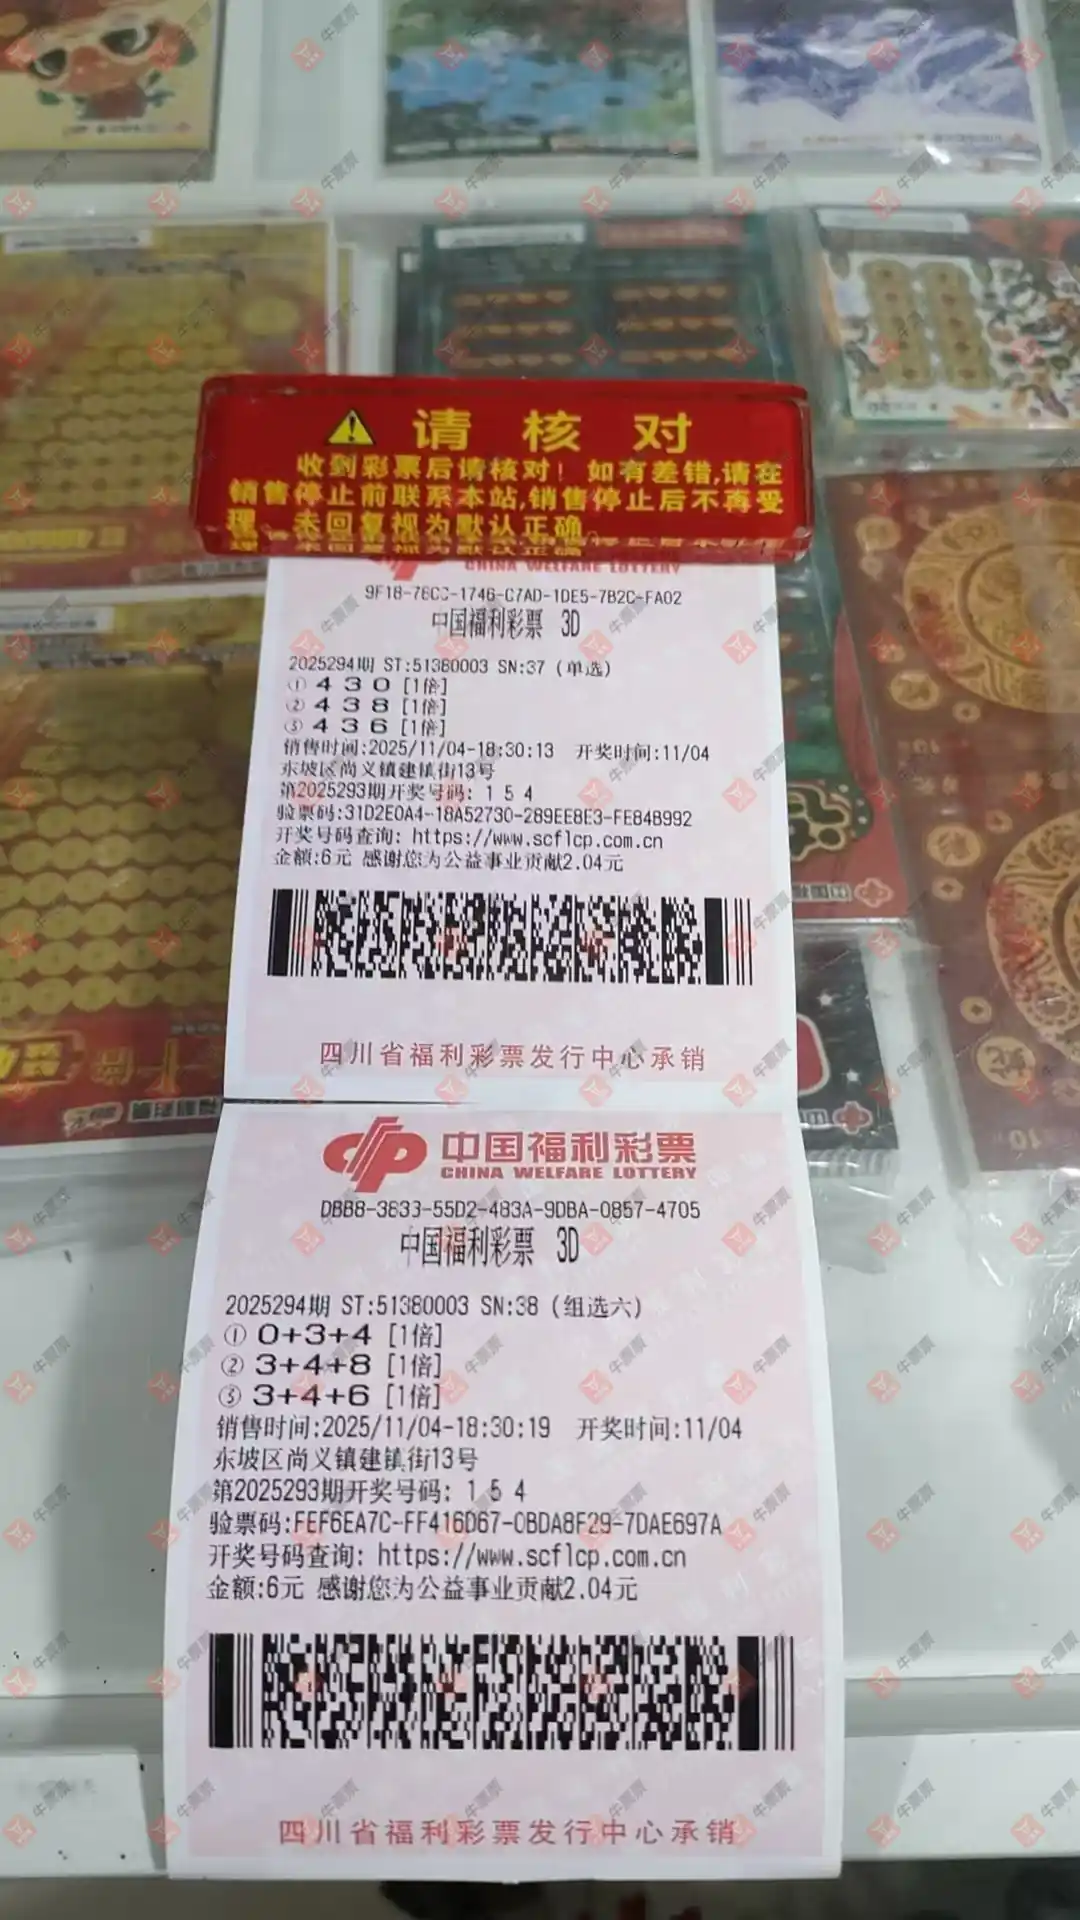 请核对
收到彩票后请核对！如有差错,请在
销售停止前联系本站,销售停止后不再受
理。未回复视为默认正确。
CHINA WELFARE LOTTERY
9F18-78CC-1746-C7AD-1DE5-7B2C-FA02
中国福利彩票 3D
2025294期 ST:51380003 SN:37 (单选)
① 4 3 0 [1倍]
② 4 3 8 [1倍]
③ 4 3 6 [1倍]
销售时间:2025/11/04-18:30:13 开奖时间:11/04
东坡区尚义镇建镇街13号
第2025293期开奖号码: 1 5 4
验票码:31D2E0A4-18A52730-289EE8E3-FE848992
开奖号码查询: https://www.scflcp.com.cn
金额:6元 感谢您为公益事业贡献2.04元
四川省福利彩票发行中心承销
中国福利彩票
CHINA WELFARE LOTTERY
DBB8-3833-55D2-483A-9DBA-0857-4705
中国福利彩票 3D
2025294期 ST:51380003 SN:38 (组选六)
① 0+3+4 [1倍]
② 3+4+8 [1倍]
③ 3+4+6 [1倍]
销售时间:2025/11/04-18:30:19 开奖时间:11/04
东坡区尚义镇建镇街13号
第2025293期开奖号码: 1 5 4
验票码:FEF6EA7C-FF416D67-0BDA8F29-7DAE697A
开奖号码查询: https://www.scflcp.com.cn
金额:6元 感谢您为公益事业贡献2.04元
四川省福利彩票发行中心承销
牛票票